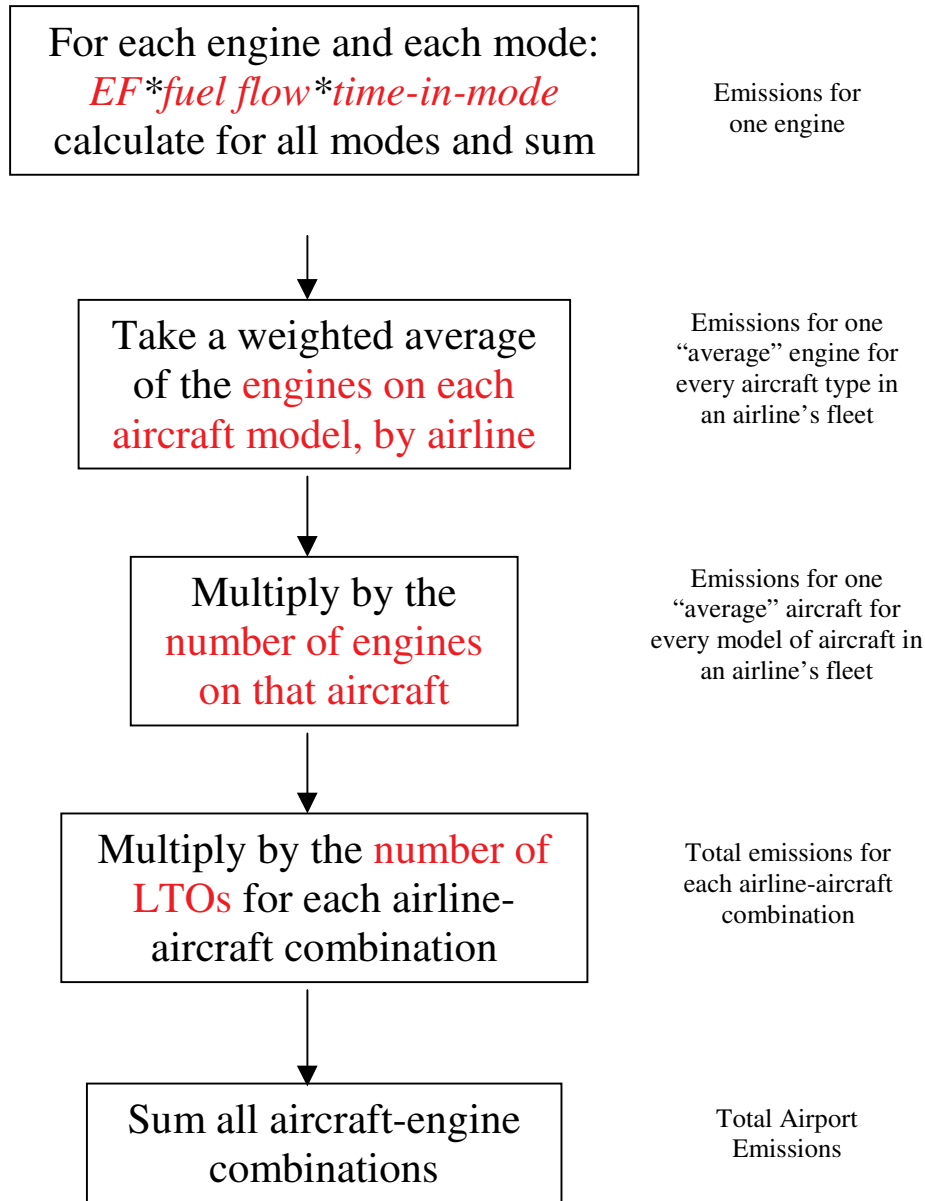 For each engine and each mode:
EF*fuel flow*time-in-mode
calculate for all modes and sum
Emissions for
one engine
Take a weighted average
of the engines on each
aircraft model, by airline
Emissions for one
“average” engine for
every aircraft type in
an airline’s fleet
Multiply by the
number of engines
on that aircraft
Emissions for one
“average” aircraft for
every model of aircraft in
an airline’s fleet
Multiply by the number of
LTOs for each airline-
aircraft combination
Total emissions for
each airline-aircraft
combination
Sum all aircraft-engine
combinations
Total Airport
Emissions